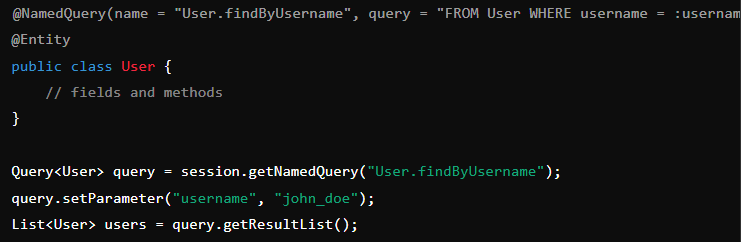 @NamedQuery(name = "User.findByUsername", query = "FROM User WHERE username = :usernam
@Entity
public class User {
    // fields and methods
}
Query<User> query = session.getNamedQuery("User.findByUsername");
query.setParameter("username", "john_doe");
List<User> users = query.getResultList();